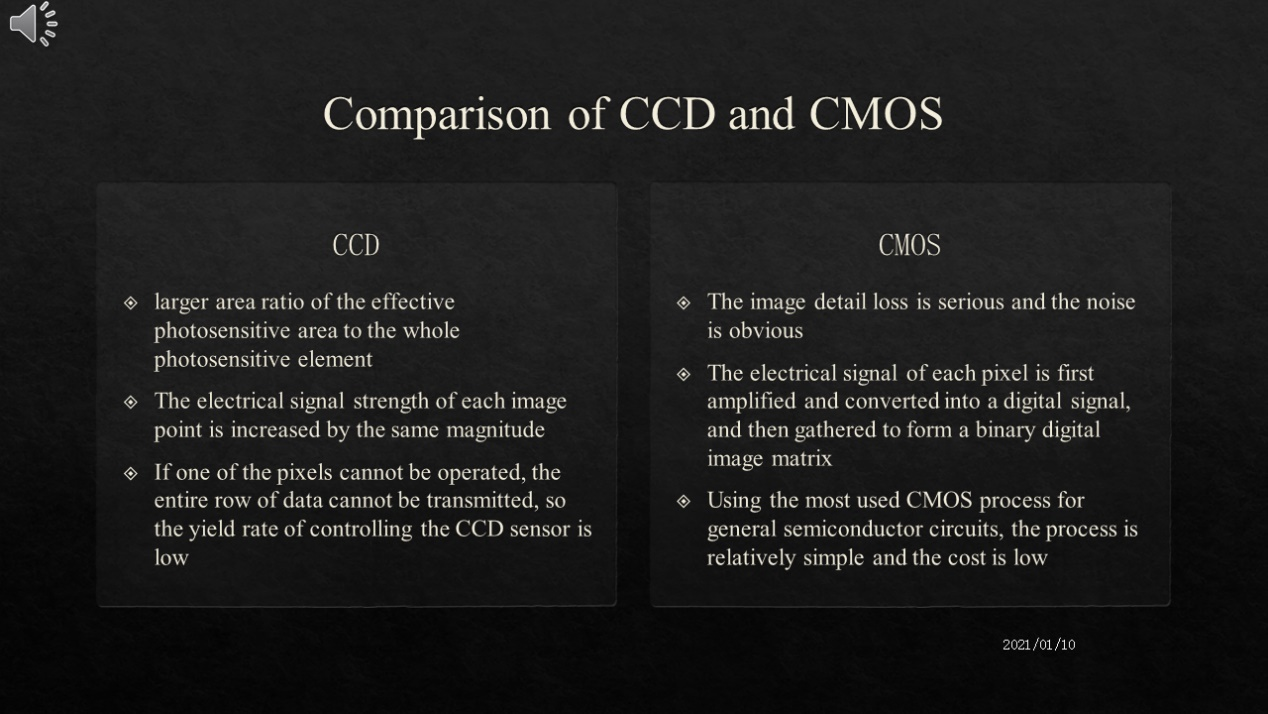 Comparison of CCD and CMOS
CCD
larger area ratio of the effective
photosensitive area to the whole
photosensitive element
The electrical signal strength of each image
point is increased by the same magnitude
If one of the pixels cannot be operated, the
entire row of data cannot be transmitted, so
the yield rate of controlling the CCD sensor is
low
CMOS
The image detail loss is serious and the noise
is obvious
The electrical signal of each pixel is first
amplified and converted into a digital signal,
and then gathered to form a binary digital
image matrix
Using the most used CMOS process for
general semiconductor circuits, the process is
relatively simple and the cost is low
2021/01/10